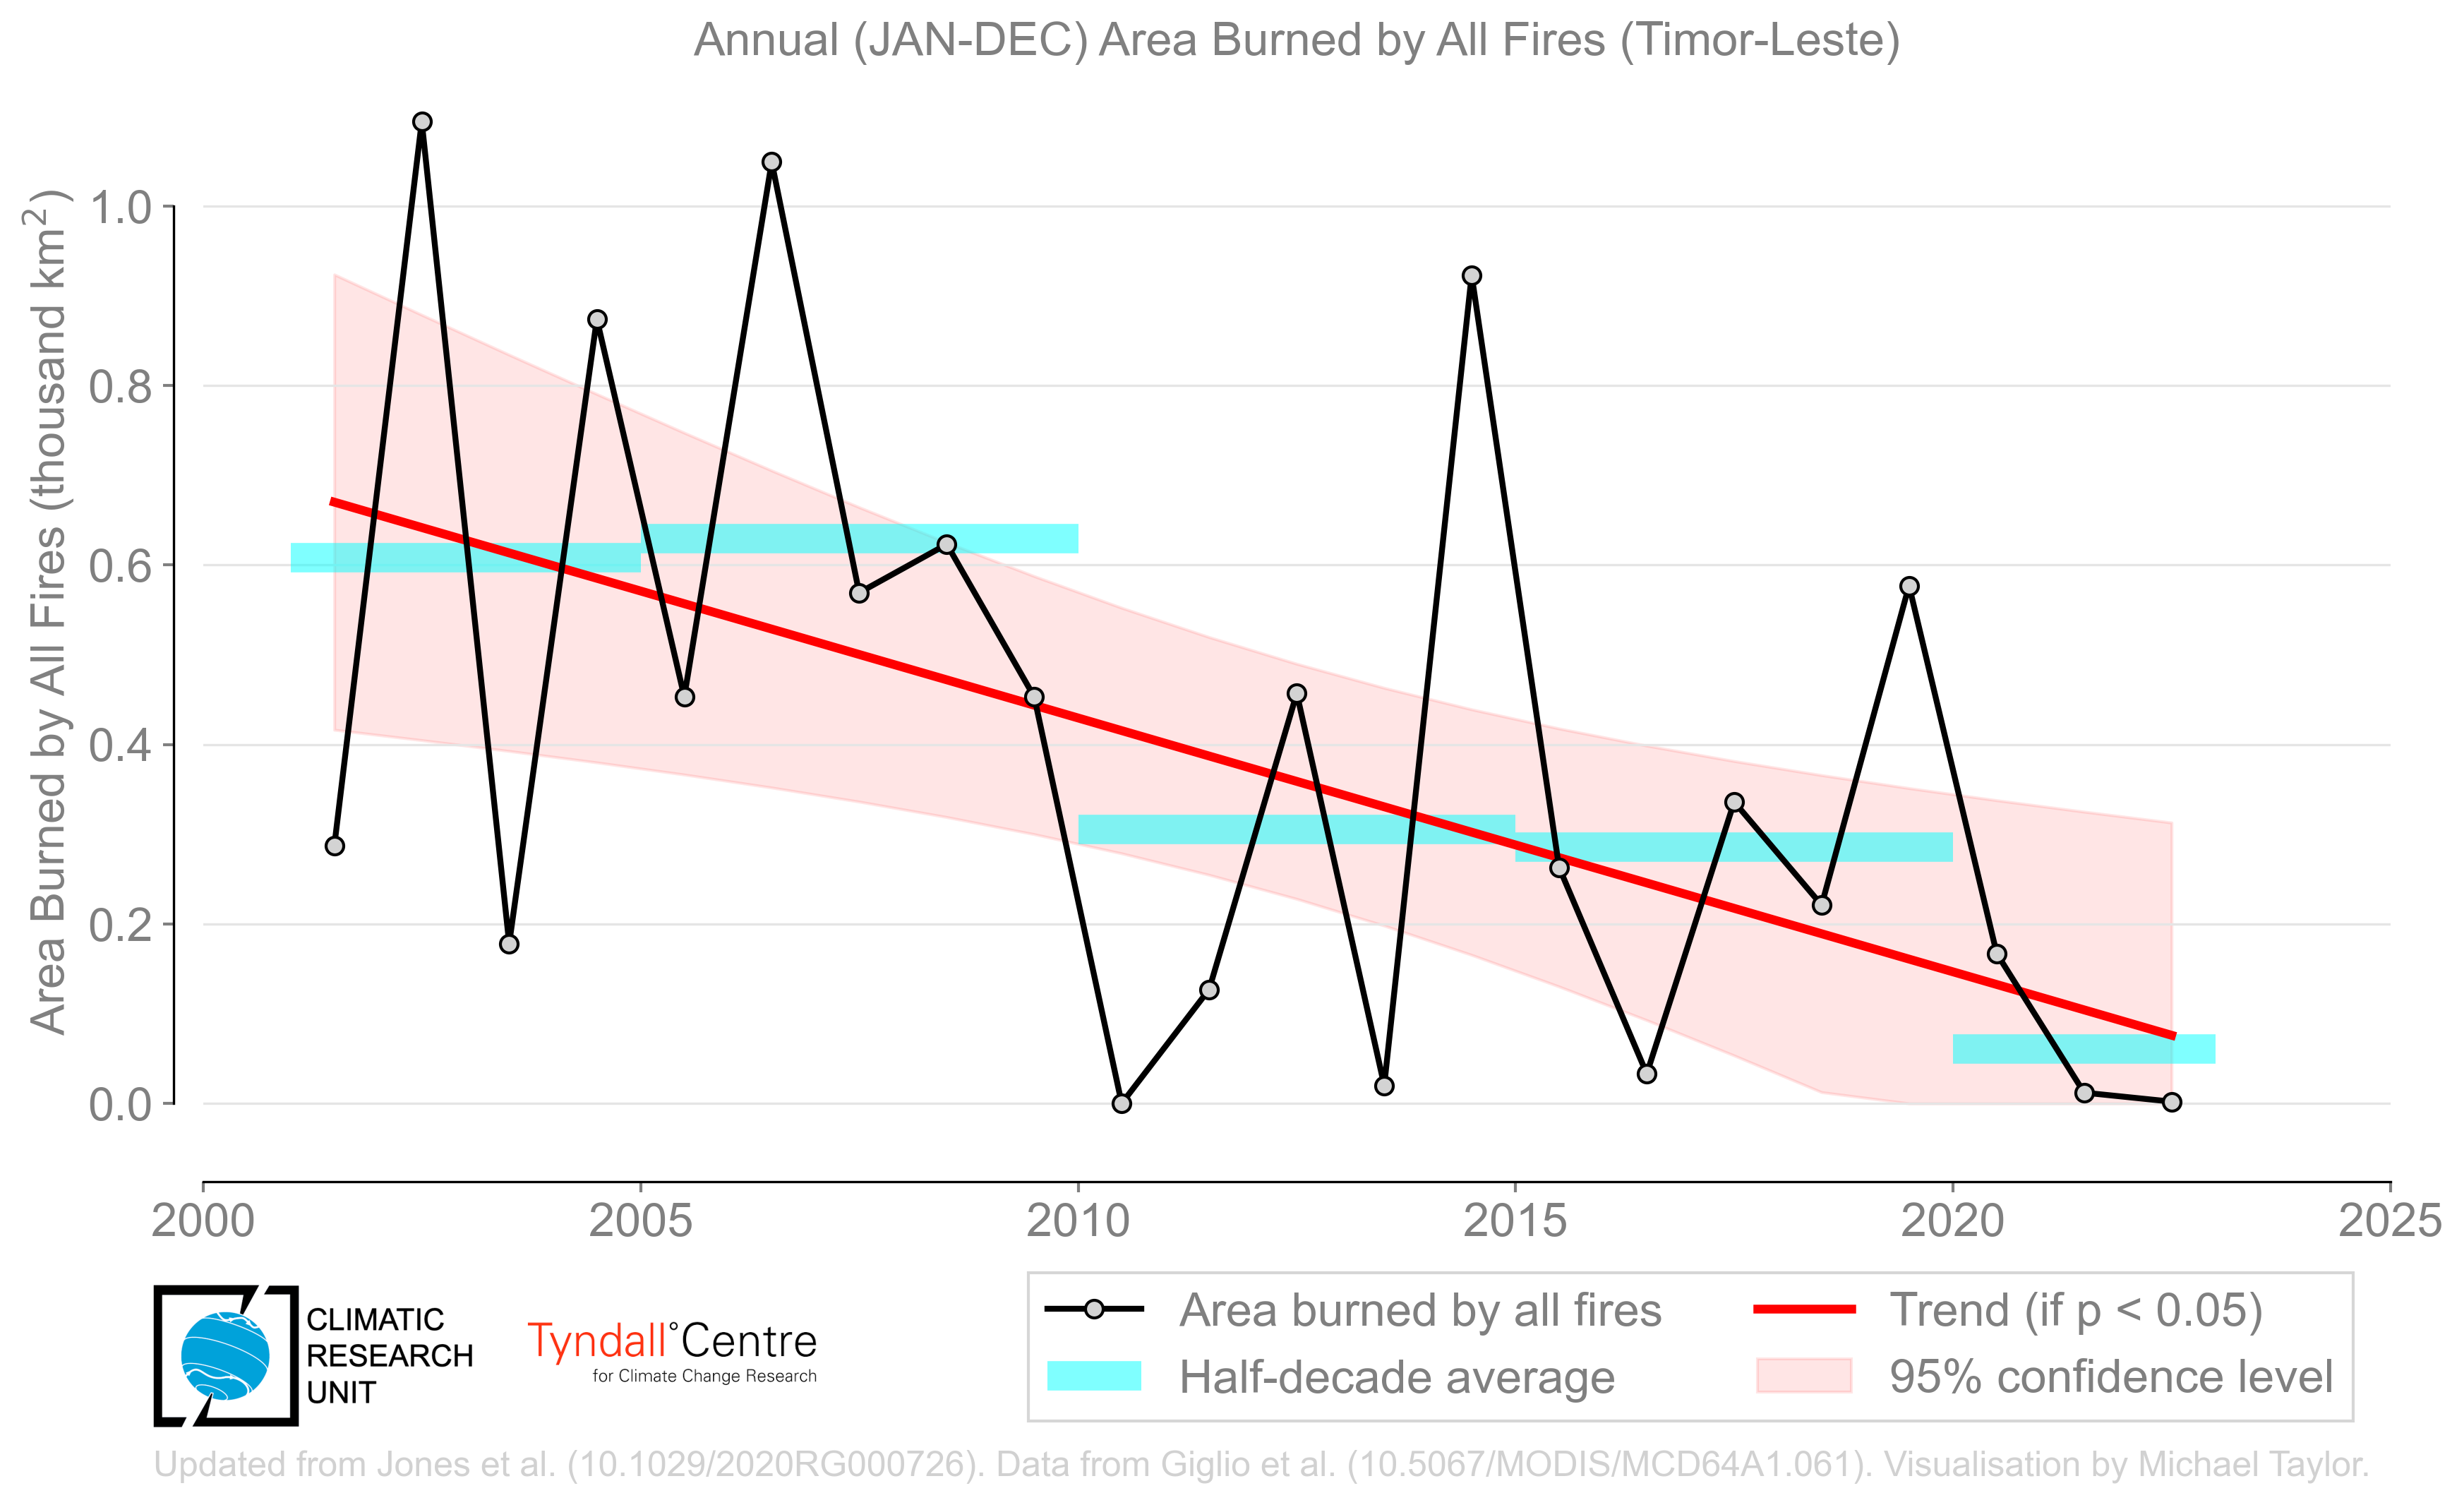 Annual (JAN-DEC) Area Burned by All Fires (Timor-Leste)
Area Burned by All Fires (thousand km²)
1.0
0.8
0.6
0.4
0.2
0.0
2000 2005 2010 2015 2020 2025
CLIMATIC
RESEARCH
UNIT
Tyndall°Centre
for Climate Change Research
Area burned by all fires
Half-decade average
Trend (if p < 0.05)
95% confidence level
Updated from Jones et al. (10.1029/2020RG000726). Data from Giglio et al. (10.5067/MODIS/MCD64A1.061). Visualisation by Michael Taylor.